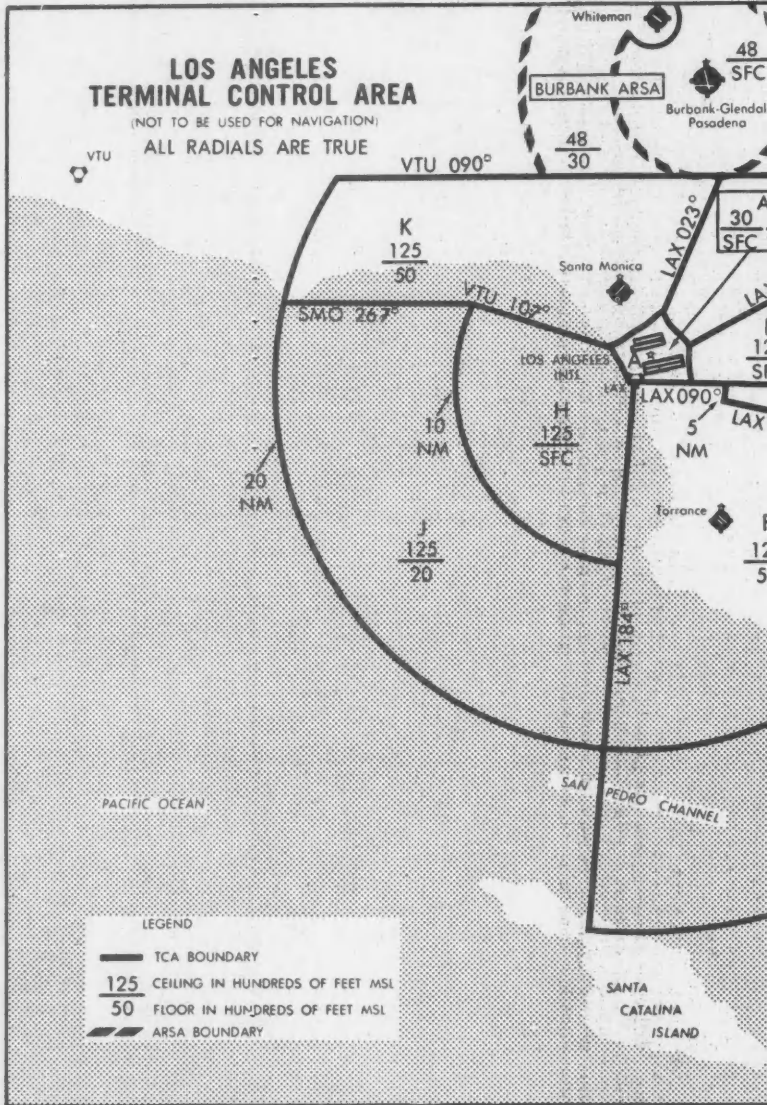 LOS ANGELES
TERMINAL CONTROL AREA
(NOT TO BE USED FOR NAVIGATION)
ALL RADIALS ARE TRUE
VTU
Whiteman
48
SFC
BURBANK ARSA
Burbank-Glendal
Pasadena
48
30
VTU 090°
K
125
50
LAX 023°
A
30
SFC
Santa Monica
SMO 267°
VTU 107°
LOS ANGELES
INTL
A
LAX
LAX 090°
LAX
5
NM
H
125
SFC
10
NM
20
NM
J
125
20
Torrance
LAX 184°
PACIFIC OCEAN
SAN PEDRO CHANNEL
SANTA
CATALINA
ISLAND
LEGEND
TCA BOUNDARY
125 CEILING IN HUNDREDS OF FEET MSL
50 FLOOR IN HUNDREDS OF FEET MSL
ARSA BOUNDARY